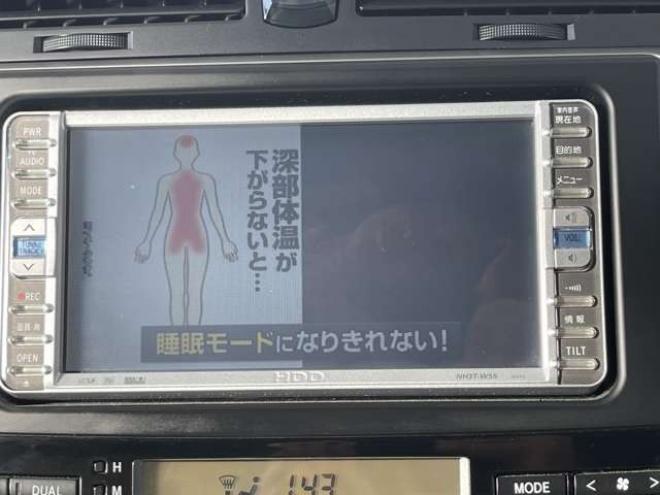 PWR
AUDIO
MODE
TUNE
TRACK
●REC
OPEN
深部体温が
下がらないと…
睡眠モードになりきれない!
HDD
NH3T-W55
現在地
目的地
メニュー
VOL
情報
TILT
DUAL
H
M
143
MODE